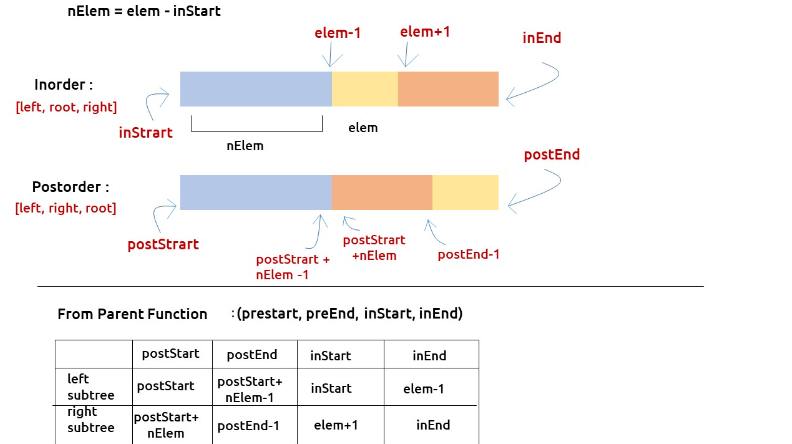 nElem = elem - inStart
elem-1
elem+1
inEnd
Inorder :
[left, root, right]
inStrart
nElem
elem
postEnd
Postorder :
[left, right, root]
postStrart
postStrart +
nElem -1
postStrart
+nElem
postEnd-1
From Parent Function : (prestart, preEnd, inStart, inEnd)
postStart postEnd inStart inEnd
left
subtree
postStart
postStart+
nElem-1
inStart
elem-1
right
subtree
postStart+
nElem
postEnd-1
elem+1
inEnd